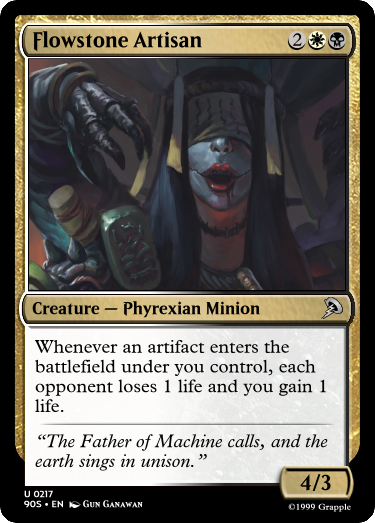 Flowstone Artisan 2
Creature — Phyrexian Minion
Whenever an artifact enters the
battlefield under you control, each
opponent loses 1 life and you gain 1
life.
“The Father of Machine calls, and the
earth sings in unison.”
4/3
U 0217
90S • EN Gun Ganawan
©1999 Grapple